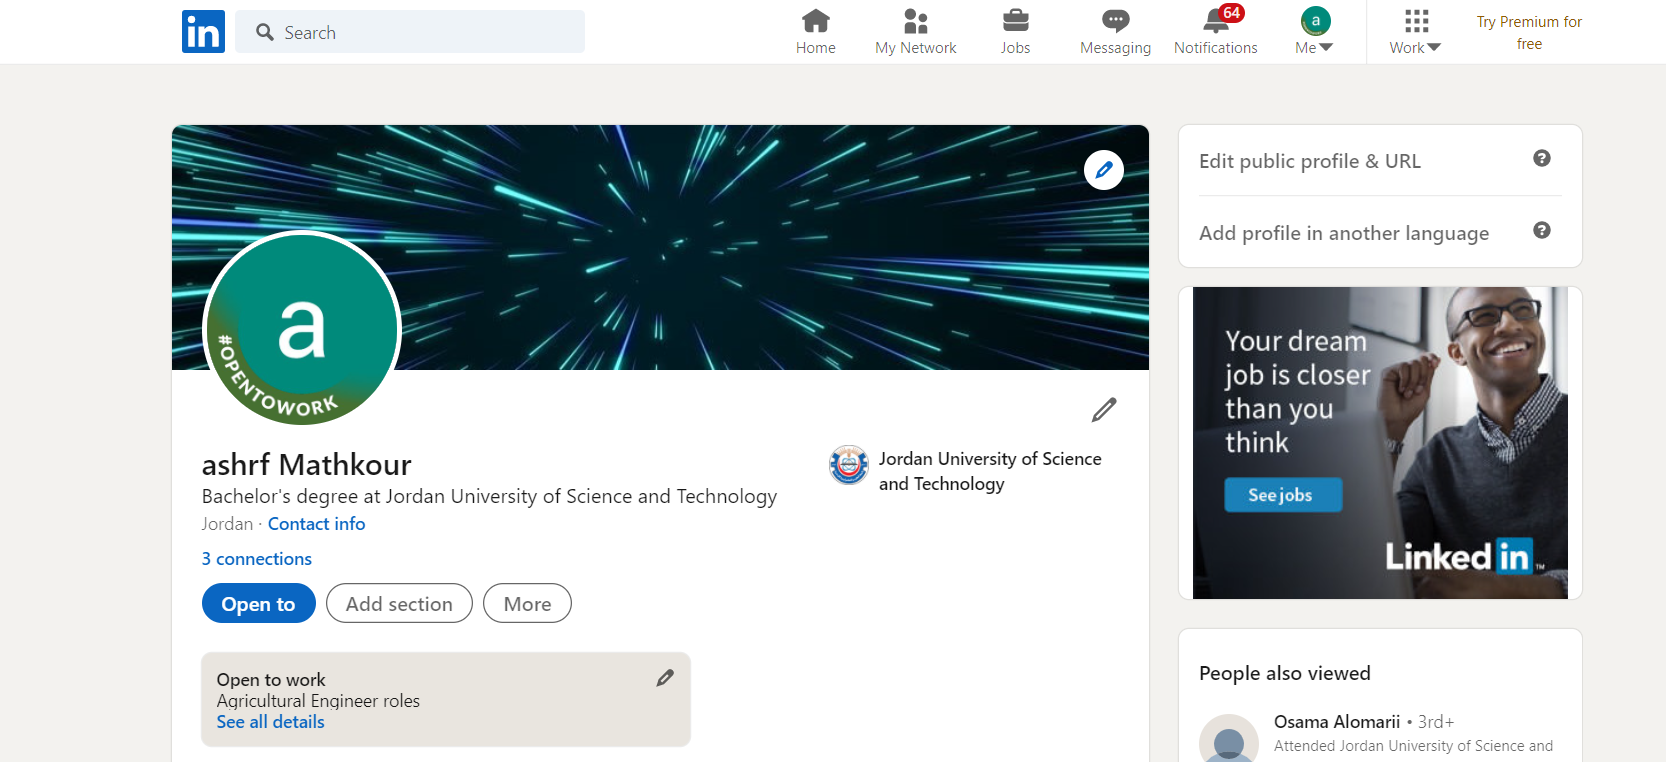 in
Search
Home
My Network
Jobs
Messaging
64
Notifications
a
Me
Work
Try Premium for
free
a
#OPENTOWORK
ashrf Mathkour
Bachelor's degree at Jordan University of Science and Technology
Jordan · Contact info
3 connections
Open to
Add section
More
Jordan University of Science
and Technology
Open to work
Agricultural Engineer roles
See all details
Edit public profile & URL
?
Add profile in another language
?
Your dream
job is closer
than you
think
See jobs
Linked in ™
People also viewed
Osama Alomarii • 3rd+
Attended Jordan University of Science and